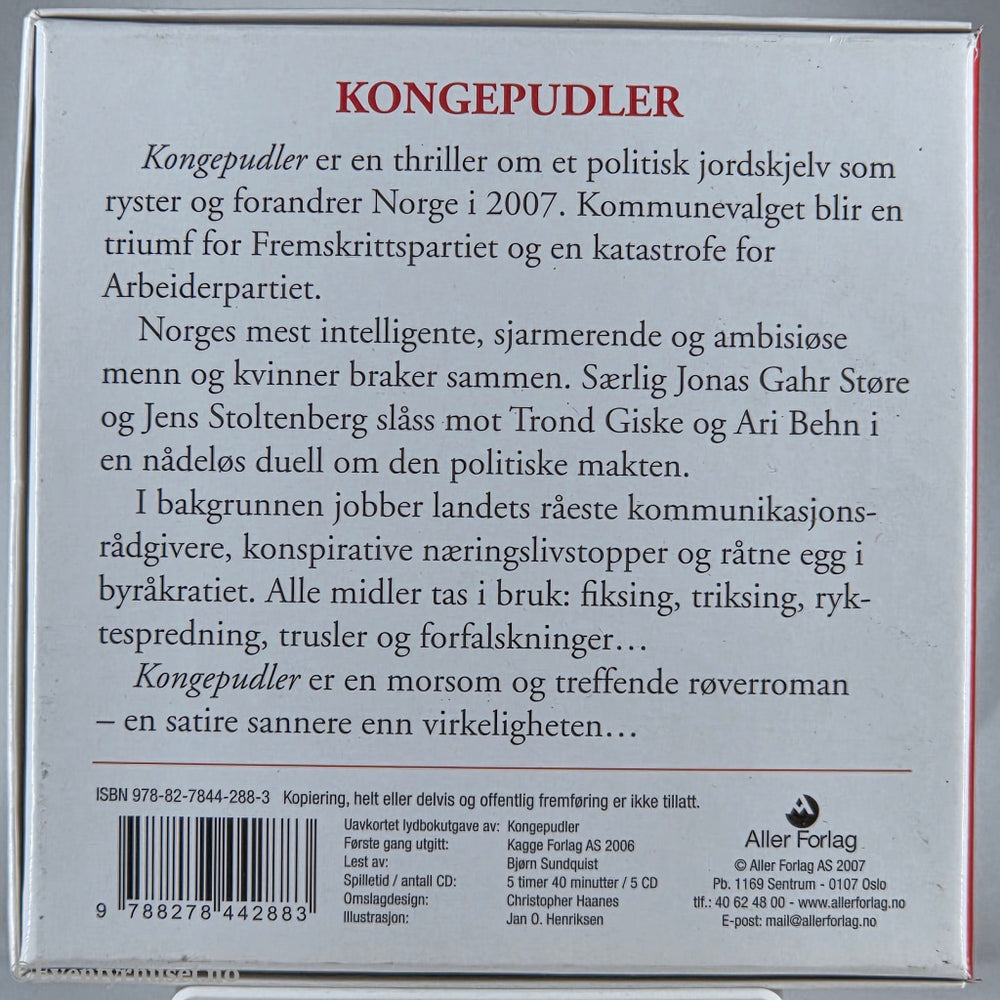 KONGEPUDLER
Kongepudler er en thriller om et politisk jordskjelv som
ryster og forandrer Norge i 2007. Kommunevalget blir en
triumf for Fremskrittspartiet og en katastrofe for
Arbeiderpartiet.
Norges mest intelligente, sjarmerende og ambisiøse
menn og kvinner braker sammen. Særlig Jonas Gahr Støre
og Jens Stoltenberg slåss mot Trond Giske og Ari Behn i
en nådeløs duell om den politiske makten.
I bakgrunnen jobber landets råeste kommunikasjons-
rådgivere, konspirative næringslivstopper og råtne egg i
byråkratiet. Alle midler tas i bruk: fiksing, triksing, ryk-
tespredning, trusler og forfalskninger…
Kongepudler er en morsom og treffende røverroman
– en satire sannere enn virkeligheten…
ISBN 978-82-7844-288-3 Kopiering, helt eller delvis og offentlig fremføring er ikke tillatt.
Uavkortet lydbokutgave av: Kongepudler
Første gang utgitt: Kagge Forlag AS 2006
Lest av: Bjørn Sundquist
Spilletid / antall CD: 5 timer 40 minutter / 5 CD
Omslagdesign: Christopher Haanes
Illustrasjon: Jan O. Henriksen
9 788278 442883
Aller Forlag
© Aller Forlag AS 2007
Pb. 1169 Sentrum - 0107 Oslo
tlf.: 40 62 48 00 - www.allerforlag.no
E-post: mail@allerforlag.no
© Eventyrhuset.no